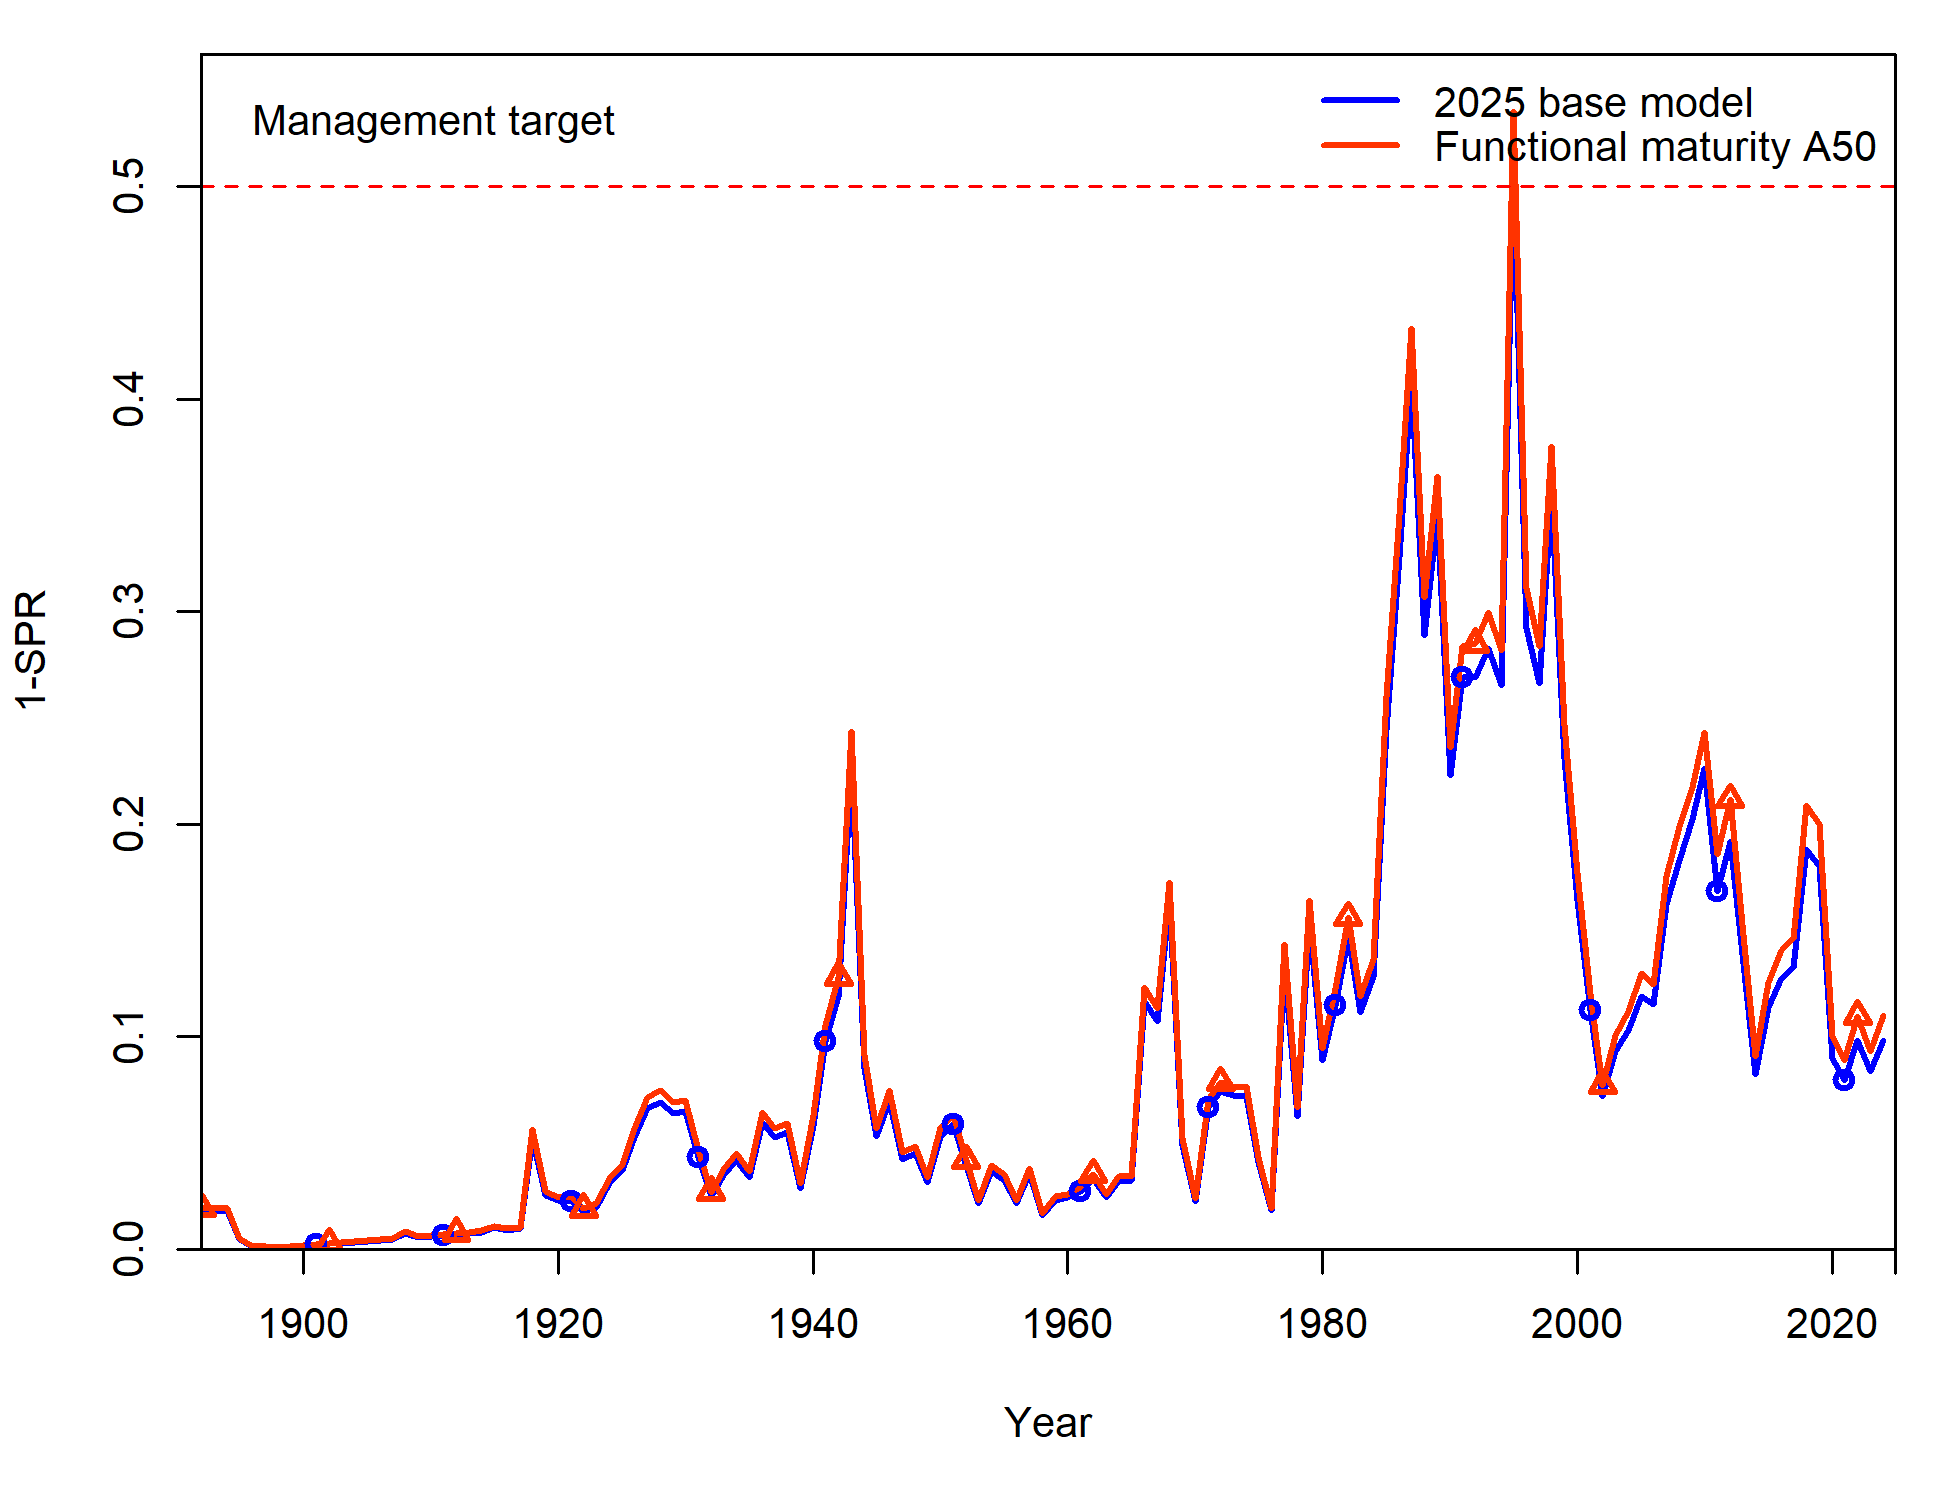 Management target
2025 base model
Functional maturity A50
1-SPR
0.5
0.4
0.3
0.2
0.1
0.0
1900 1920 1940 1960 1980 2000 2020
Year